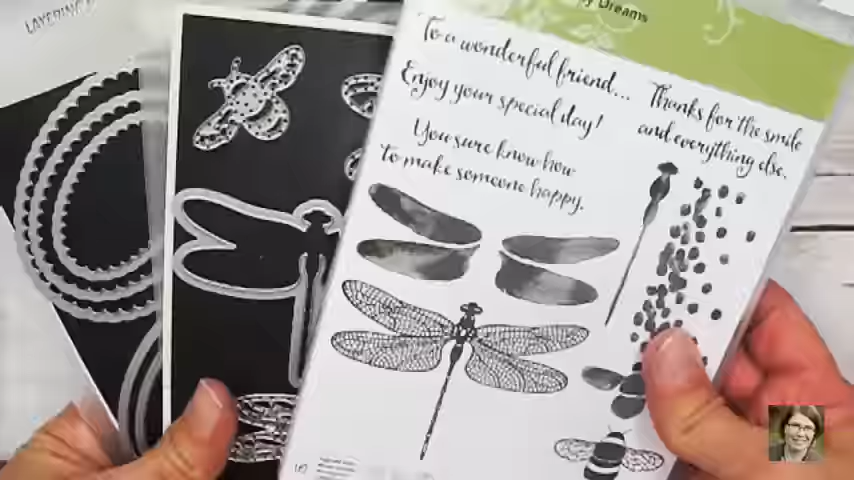 LAYERING
Dreams
To a wonderful friend...
Enjoy your special day!
You sure know how
to make someone happy.
Thanks for the smile
and everything else.